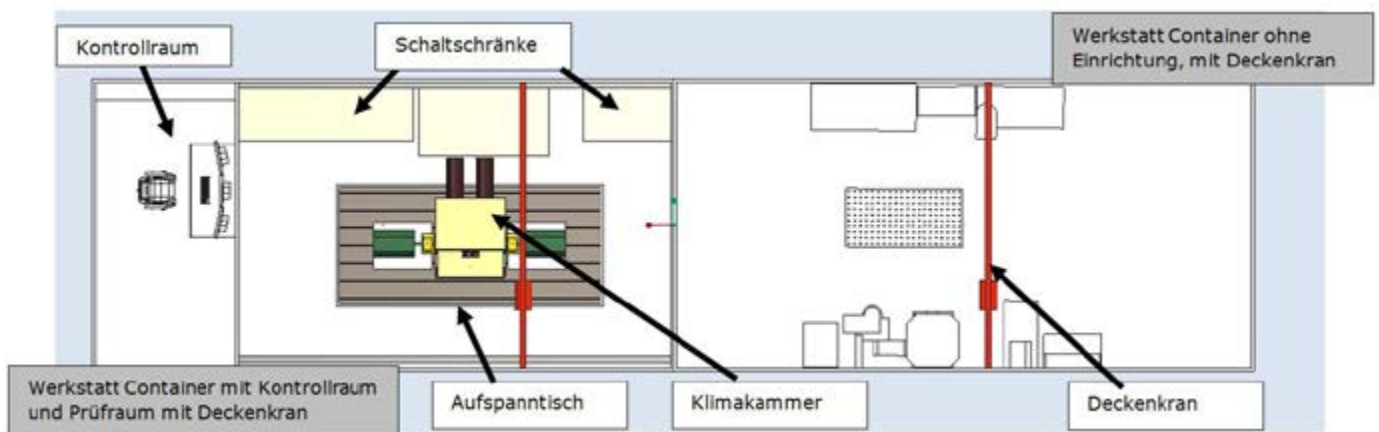 Kontrollraum
Schaltschränke
Werkstatt Container ohne
Einrichtung, mit Deckenkran
Werkstatt Container mit Kontrollraum
und Prüfraum mit Deckenkran
Aufspanntisch
Klimakammer
Deckenkran